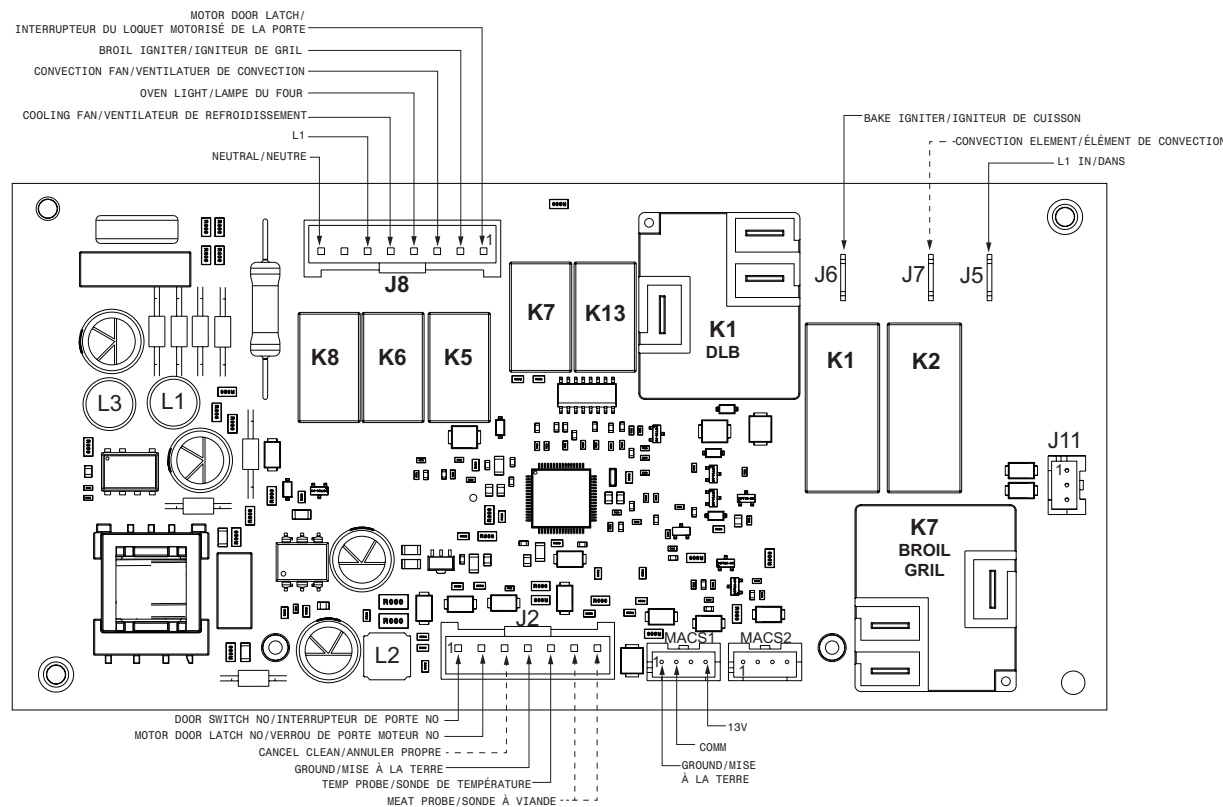 MOTOR DOOR LATCH/
INTERRUPTEUR DU LOQUET MOTORISÉ DE LA PORTE
BROIL IGNITER/IGNITEUR DE GRIL
CONVECTION FAN/VENTILATUER DE CONVECTION
OVEN LIGHT/LAMPE DU FOUR
COOLING FAN/VENTILATEUR DE REFROIDISSEMENT
L1
NEUTRAL/NEUTRE
BAKE IGNITER/IGNITEUR DE CUISSON
CONVECTION ELEMENT/ÉLÉMENT DE CONVECTION
L1 IN/DANS
1
J8
J6
J7
J5
K7
K13
K1
DLB
K8
K6
K5
K1
K2
L3
L1
J11
1
K7
BROIL
GRIL
J2
1
L2
MACS1
1
MACS2
1
DOOR SWITCH NO/INTERRUPTEUR DE PORTE NO
MOTOR DOOR LATCH NO/VERROU DE PORTE MOTEUR NO
CANCEL CLEAN/ANNULER PROPRE
GROUND/MISE À LA TERRE
TEMP PROBE/SONDE DE TEMPÉRATURE
MEAT PROBE/SONDE À VIANDE
13V
COMM
GROUND/MISE
À LA TERRE